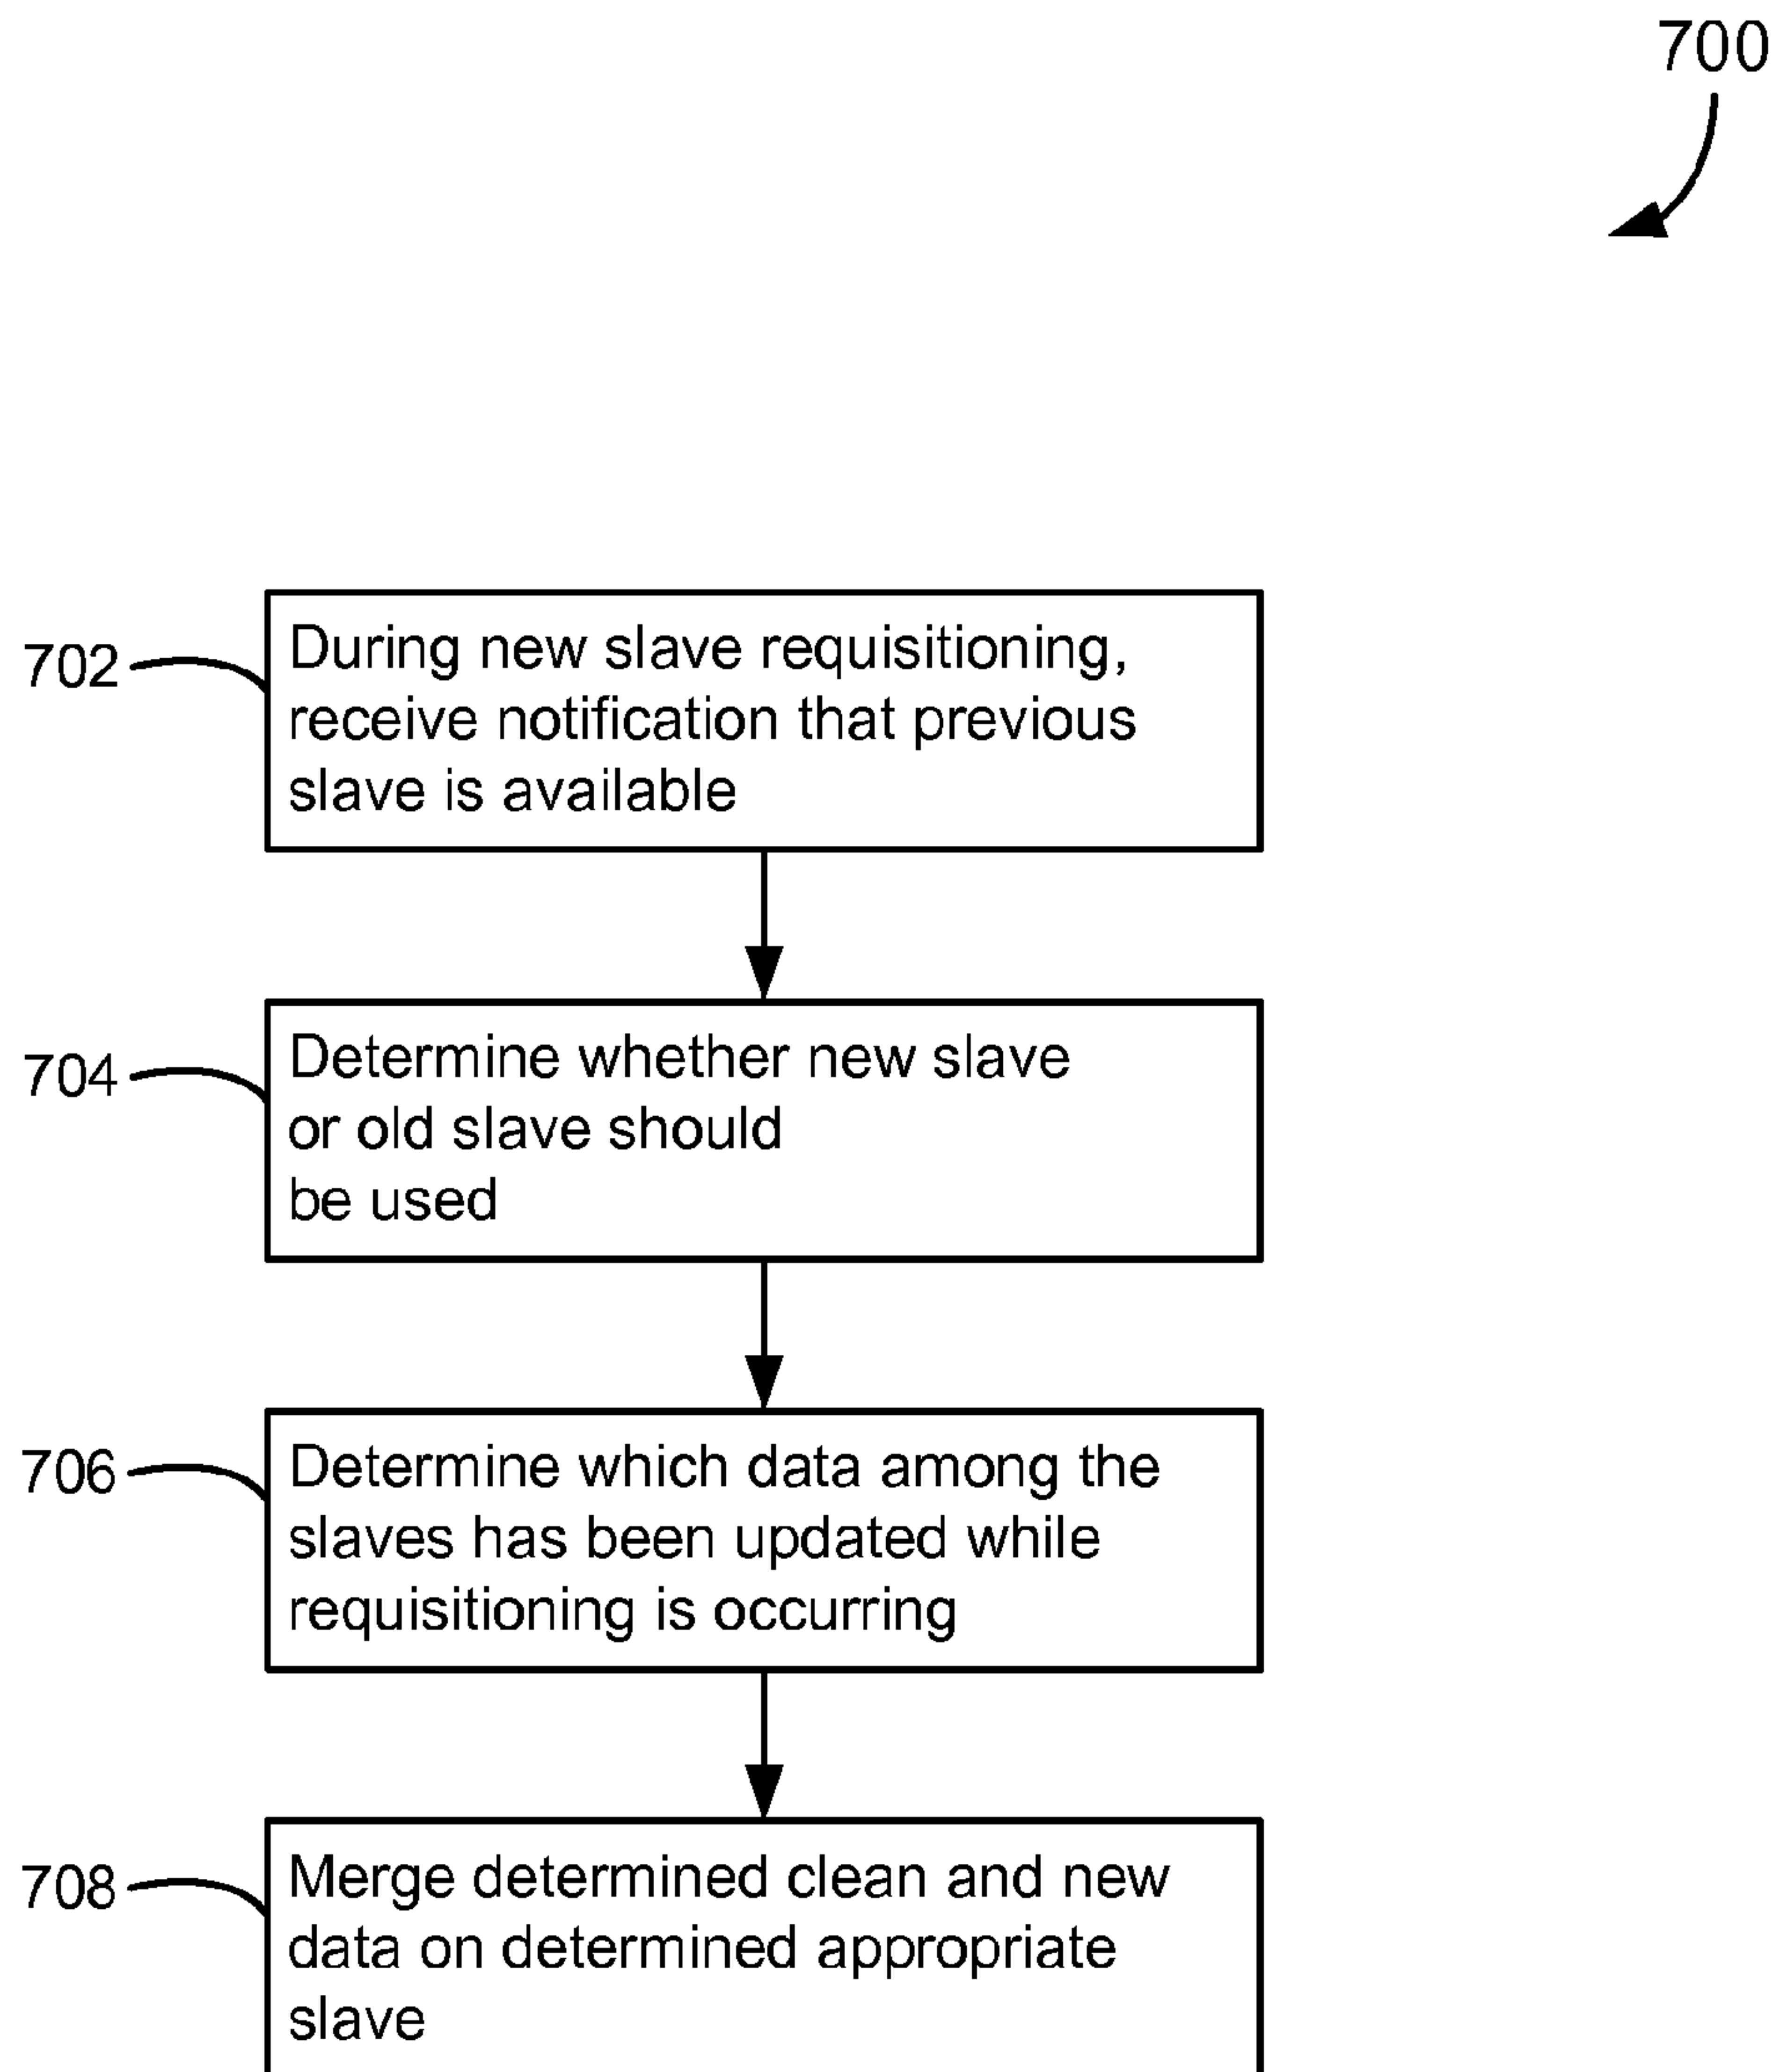 700
702
During new slave requisitioning,
receive notification that previous
slave is available
704
Determine whether new slave
or old slave should
be used
706
Determine which data among the
slaves has been updated while
requisitioning is occurring
708
Merge determined clean and new
data on determined appropriate
slave